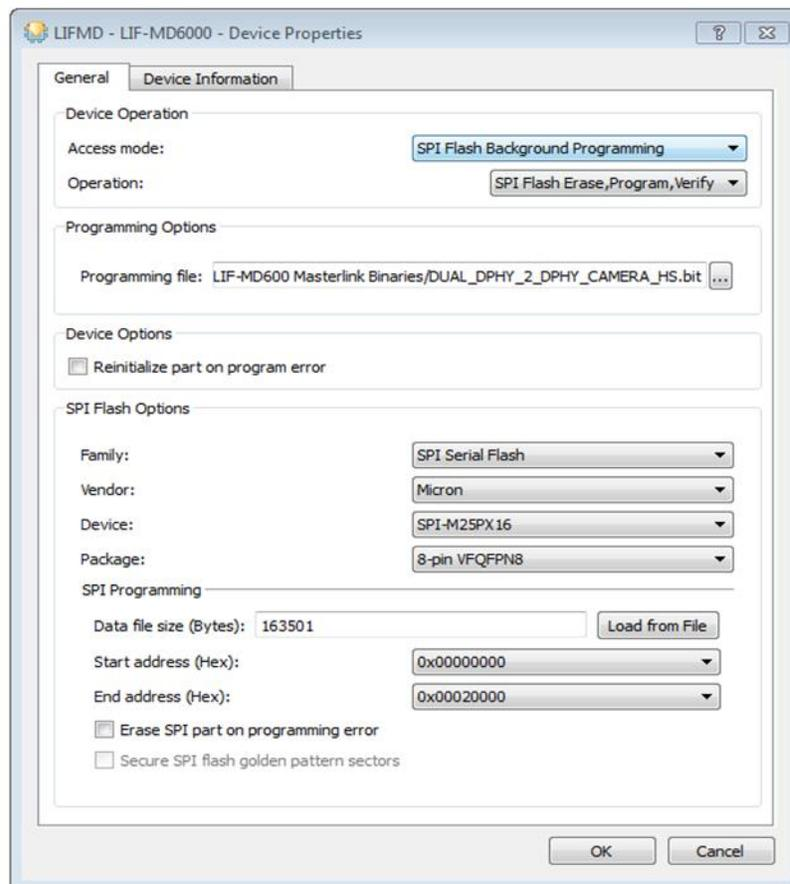 LIFMD - LIF-MD6000 - Device Properties
General Device Information
Device Operation
Access mode: SPI Flash Background Programming
Operation: SPI Flash Erase,Program,Verify
Programming Options
Programming file: LIF-MD600 Masterlink Binaries/DUAL_DPHY_2_DPHY_CAMERA_HS.bit ...
Device Options
Reinitialize part on program error
SPI Flash Options
Family: SPI Serial Flash
Vendor: Micron
Device: SPI-M25PX16
Package: 8-pin VFQFPN8
SPI Programming
Data file size (Bytes): 163501 Load from File
Start address (Hex): 0x00000000
End address (Hex): 0x00020000
Erase SPI part on programming error
Secure SPI flash golden pattern sectors
OK Cancel